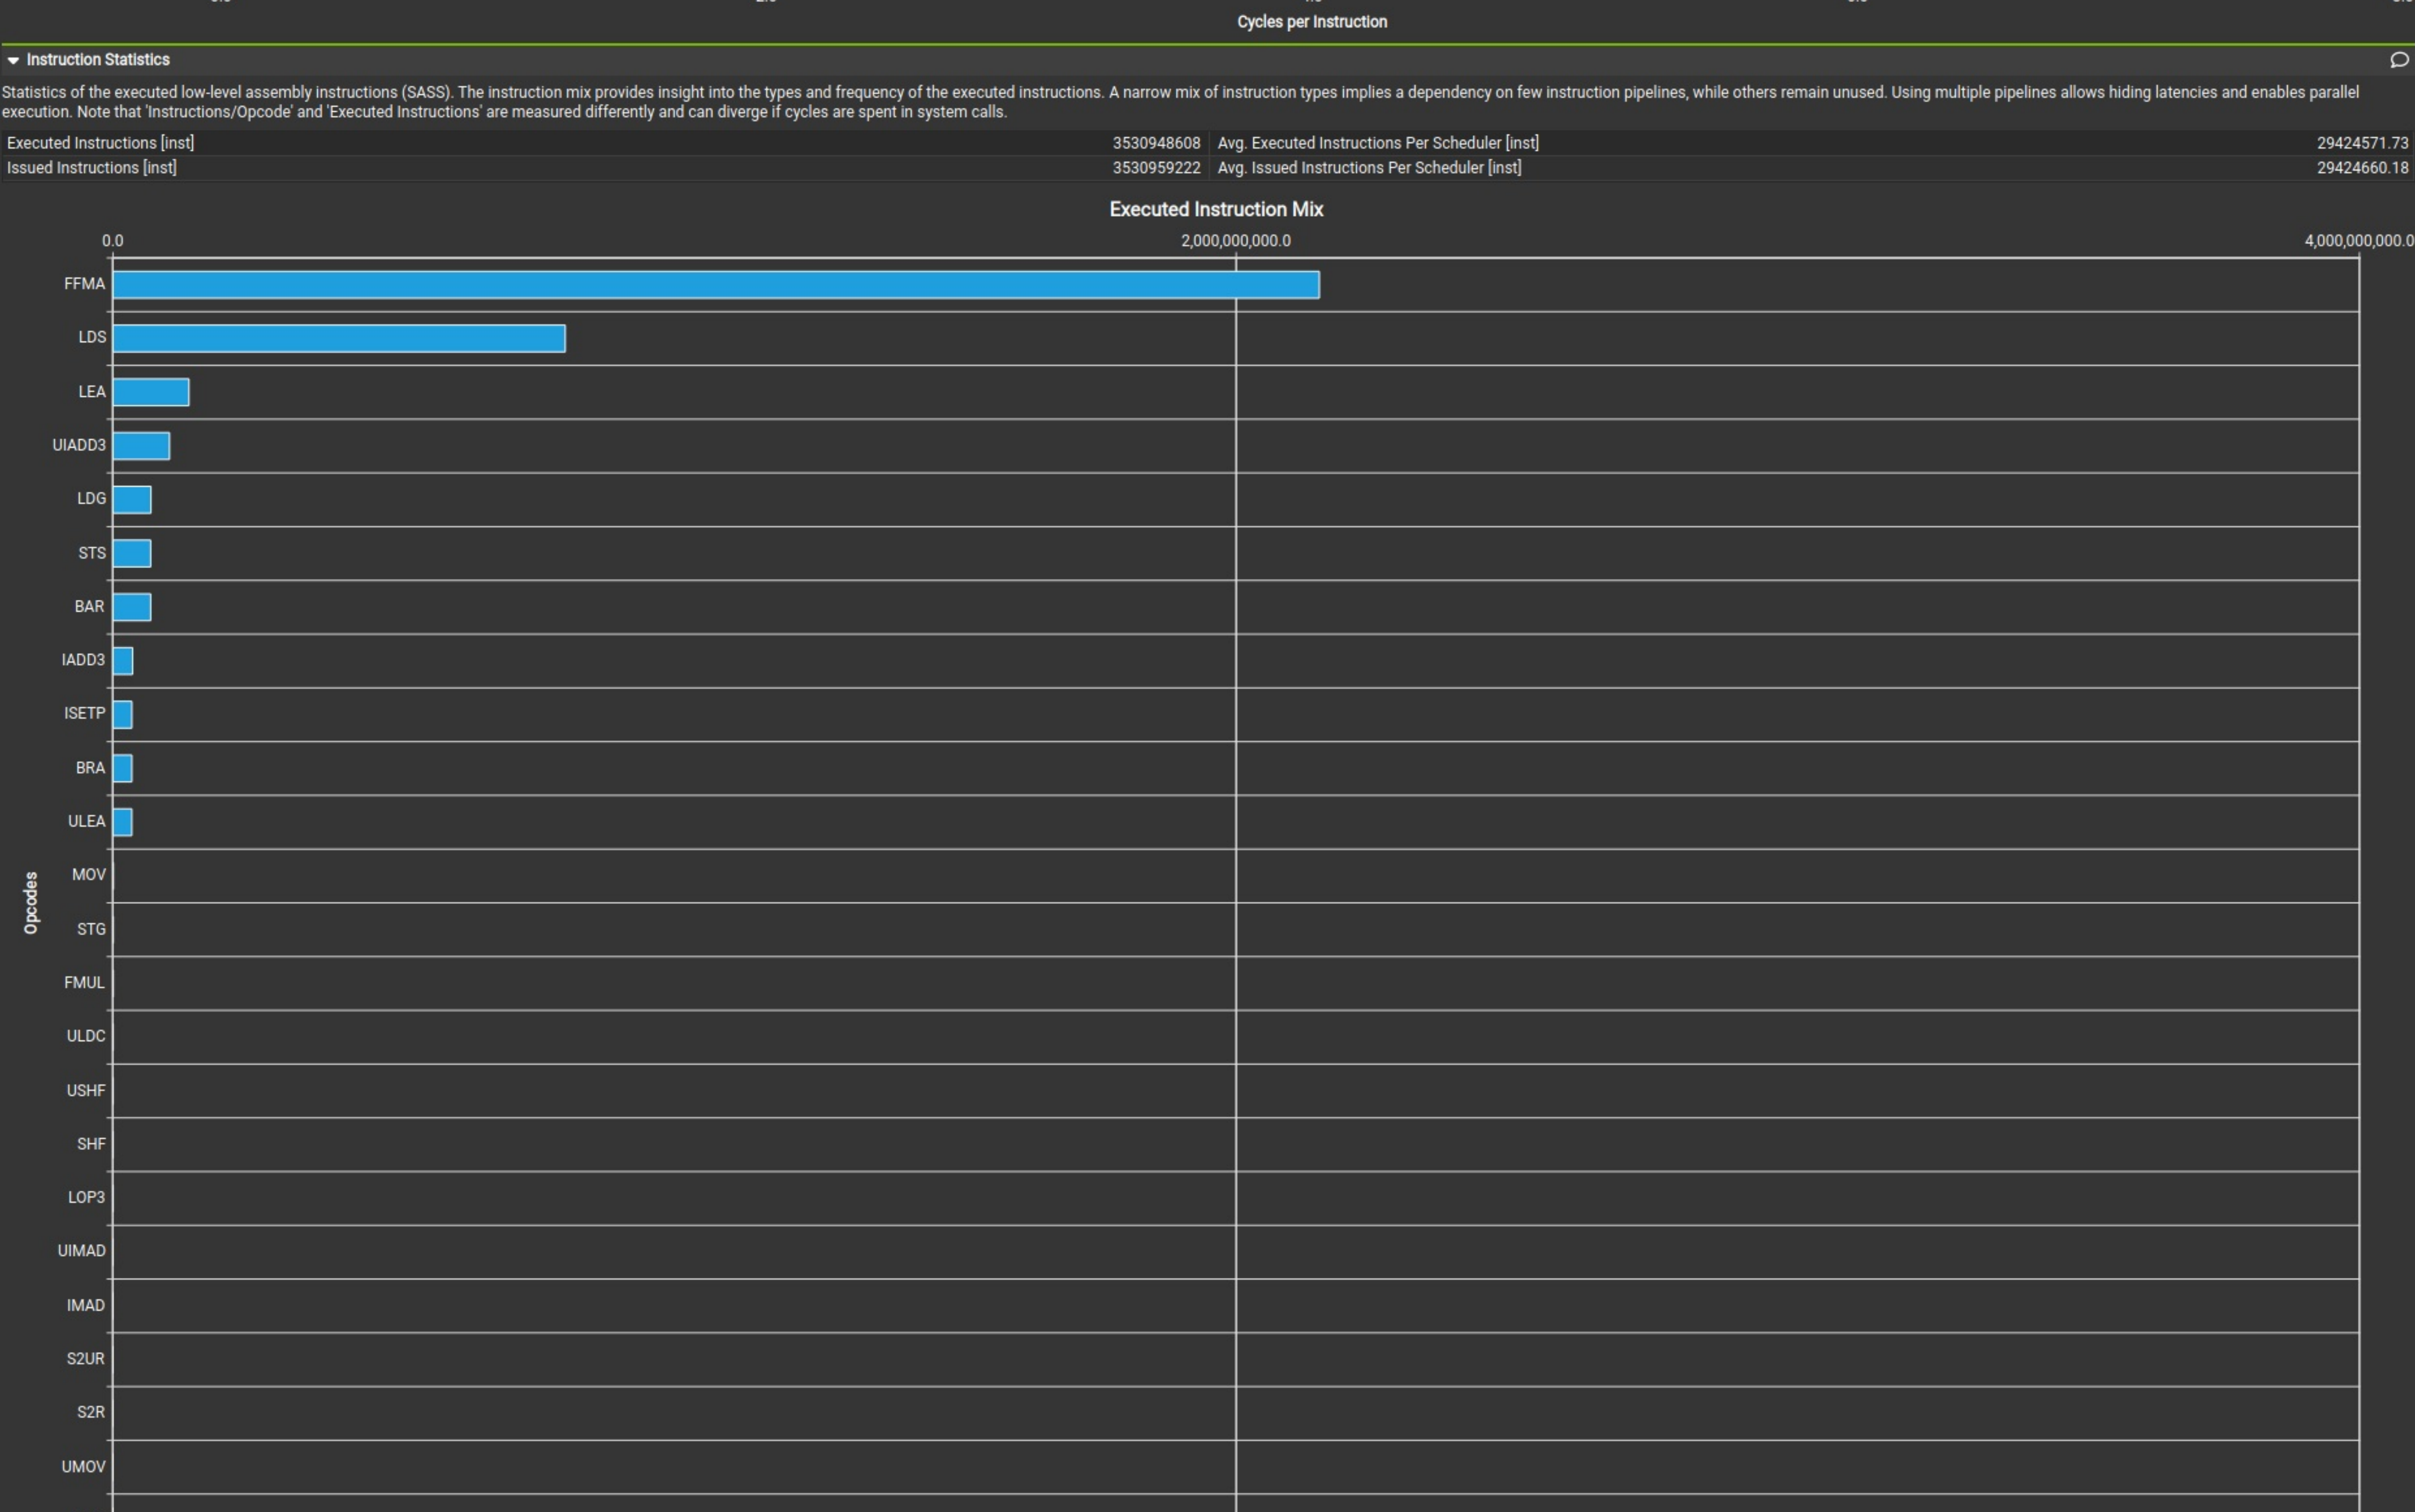 Cycles per Instruction
Instruction Statistics
Statistics of the executed low-level assembly instructions (SASS). The instruction mix provides insight into the types and frequency of the executed instructions. A narrow mix of instruction types implies a dependency on few instruction pipelines, while others remain unused. Using multiple pipelines allows hiding latencies and enables parallel
execution. Note that 'Instructions/Opcode' and 'Executed Instructions' are measured differently and can diverge if cycles are spent in system calls.
Executed Instructions [inst] 3530948608 Avg. Executed Instructions Per Scheduler [inst] 29424571.73
Issued Instructions [inst] 3530959222 Avg. Issued Instructions Per Scheduler [inst] 29424660.18
Executed Instruction Mix
0.0 2,000,000,000.0 4,000,000,000.0
FFMA
LDS
LEA
UIADD3
LDG
STS
BAR
IADD3
ISETP
BRA
ULEA
MOV
Opcodes
STG
FMUL
ULDC
USHF
SHF
LOP3
UIMAD
IMAD
S2UR
S2R
UMOV